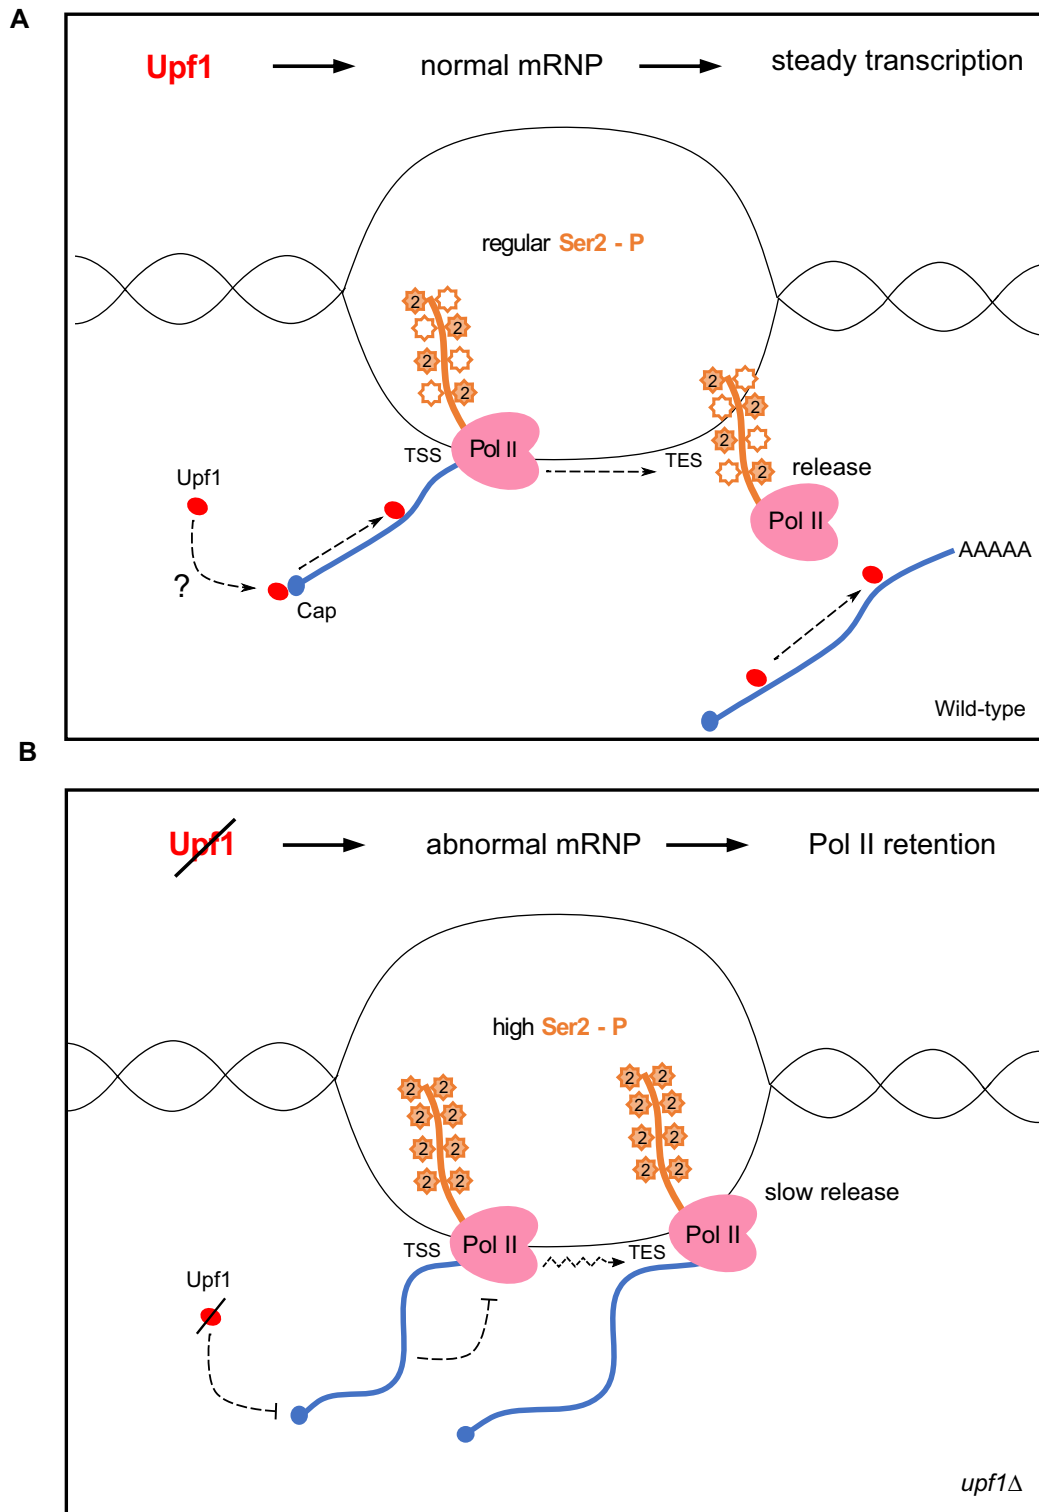 A
Upf1 normal mRNP steady transcription
regular Ser2 - P
2
2
2
2
2
2
2
2
TSS Pol II TES
release
Upf1
Pol II
AAAAA
?
Cap
Wild-type
B
Upf1 abnormal mRNP Pol II retention
high Ser2 - P
2 2 2 2
2 2 2 2
2 2 2 2
2 2 2 2
slow release
TSS Pol II TES Pol II
Upf1
upf1Δ